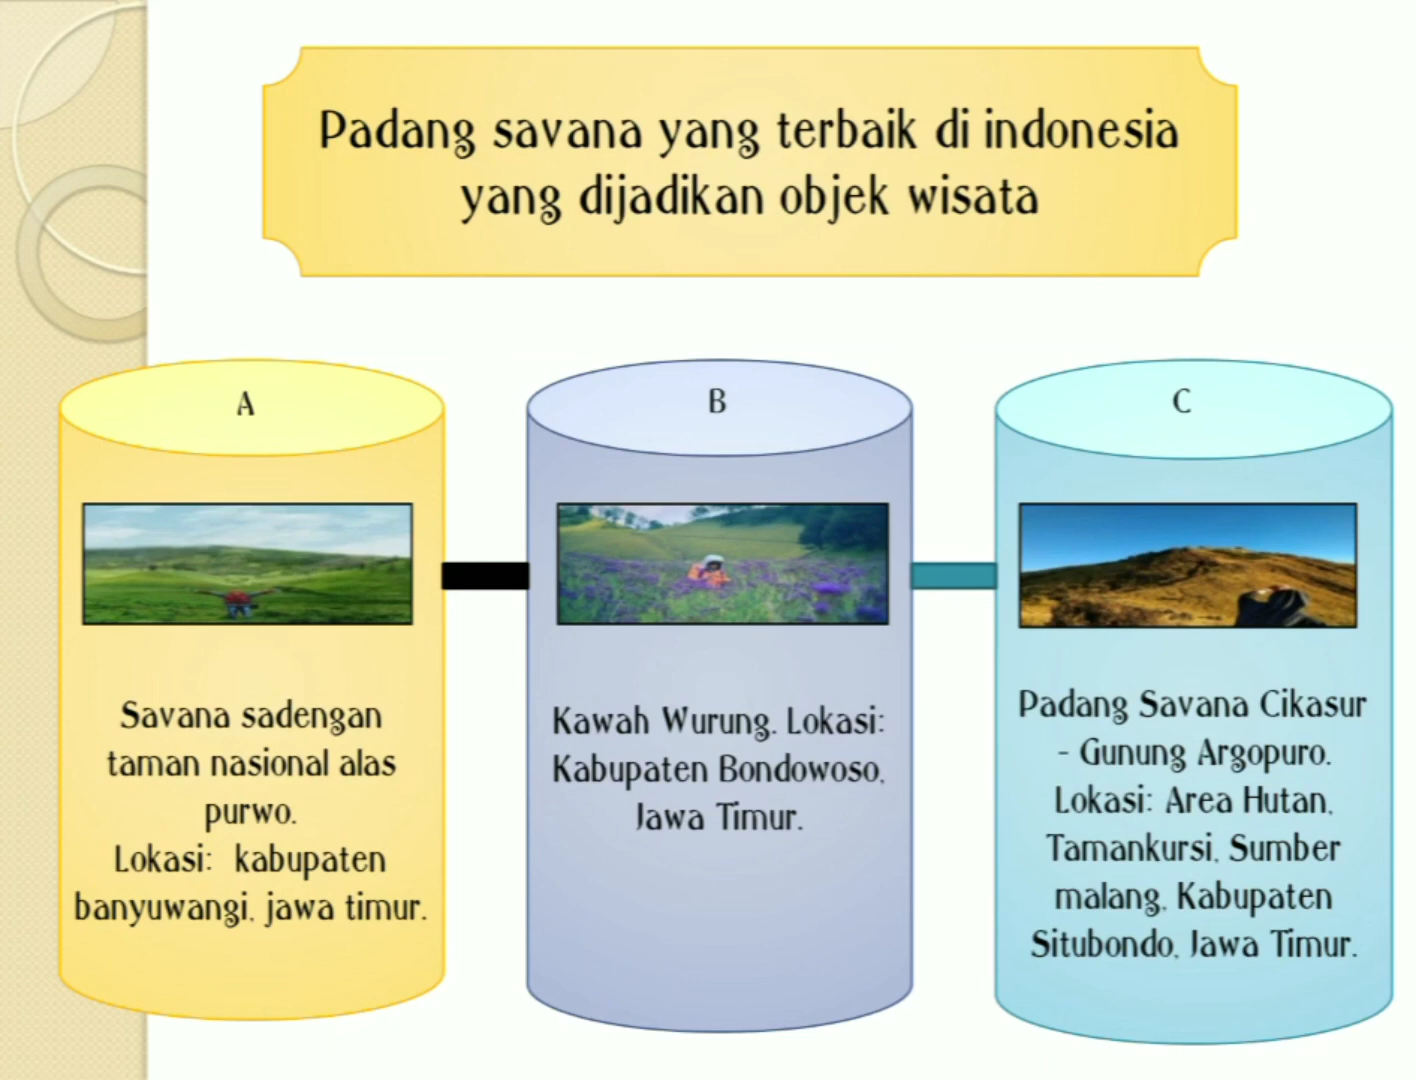 Padang savana yang terbaik di indonesia
yang dijadikan objek wisata
A
Savana sadengan
taman nasional alas
purwo.
Lokasi: kabupaten
banyuwangi, jawa timur.
B
Kawah Wurung. Lokasi:
Kabupaten Bondowoso,
Jawa Timur.
C
Padang Savana Cikasur
- Gunung Argopuro.
Lokasi: Area Hutan,
Tamankursi, Sumber
malang, Kabupaten
Situbondo, Jawa Timur.